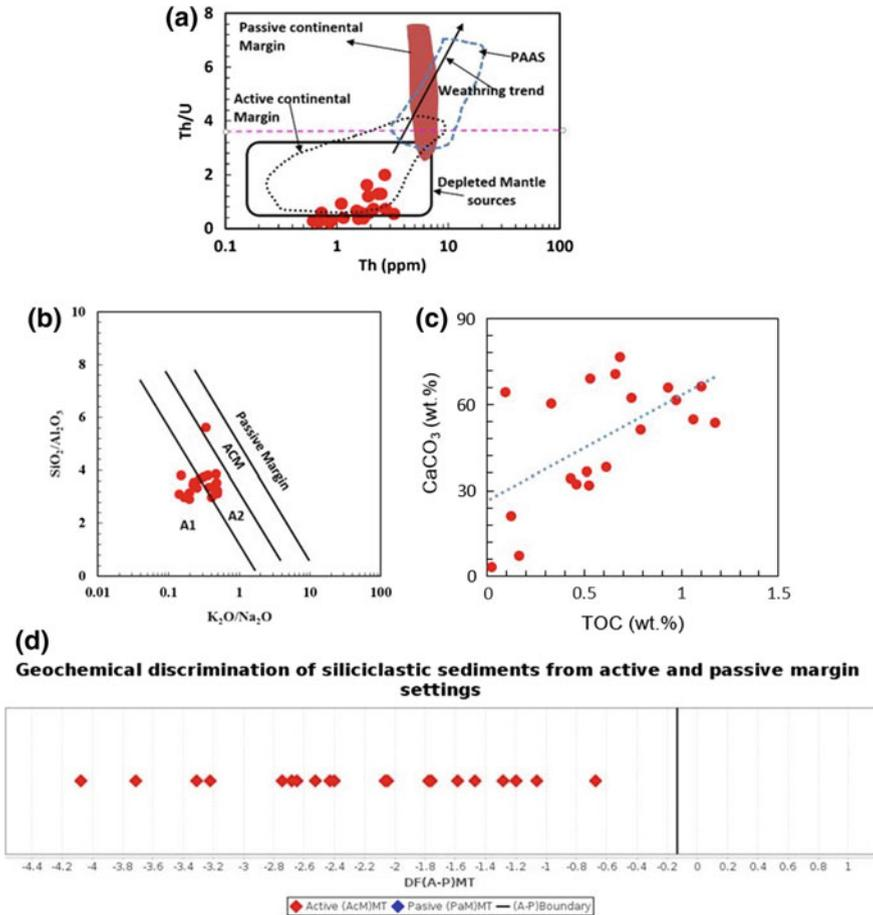 (a)
8
6
4
2
0
Th/U
Passive continental
Margin
PAAS
Weathring trend
Active continental
Margin
Depleted Mantle
sources
0.1 1 10 100
Th (ppm)
(b)
10
8
6
4
2
0
SiO2/Al2O3
Passive Margin
ACM
A1
A2
0.01 0.1 1 10 100
K2O/Na2O
(c)
90
60
30
0
CaCO3 (wt.%)
0 0.5 1 1.5
TOC (wt.%)
(d)
Geochemical discrimination of siliciclastic sediments from active and passive margin
settings
-4.4 -4.2 -4 -3.8 -3.6 -3.4 -3.2 -3 -2.8 -2.6 -2.4 -2.2 -2 -1.8 -1.6 -1.4 -1.2 -1 -0.8 -0.6 -0.4 -0.2 0 0.2 0.4 0.6 0.8 1
DF(A-P)MT
Active (AcM)MT Pasive (PaM)MT (A-P)Boundary